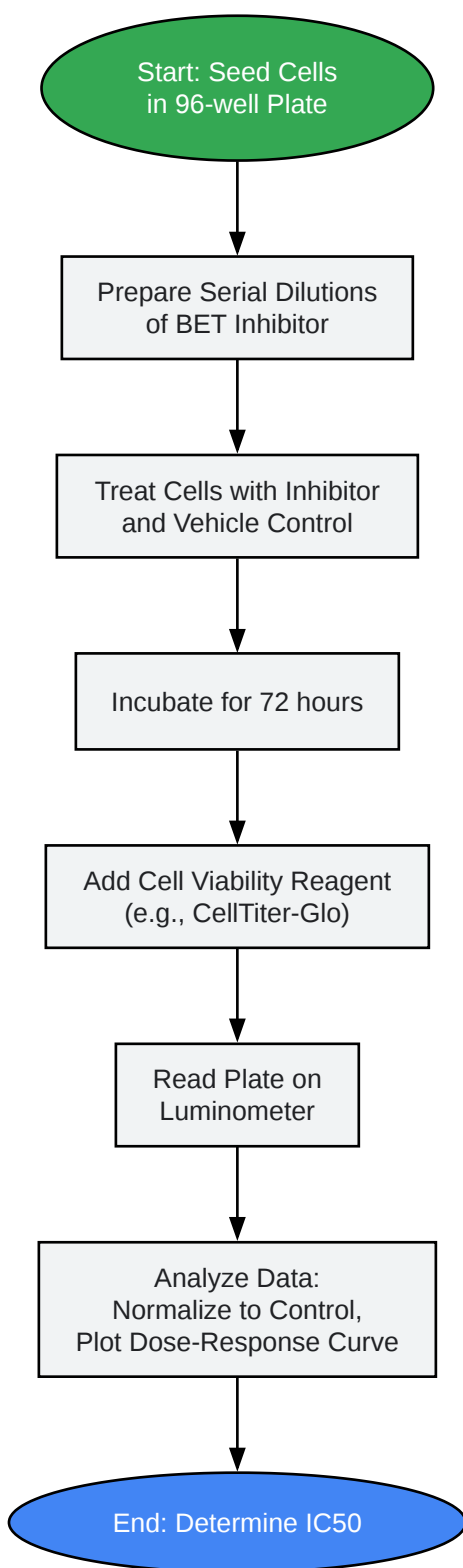 Start: Seed Cells
in 96-well Plate
Prepare Serial Dilutions
of BET Inhibitor
Treat Cells with Inhibitor
and Vehicle Control
Incubate for 72 hours
Add Cell Viability Reagent
(e.g., CellTiter-Glo)
Read Plate on
Luminometer
Analyze Data:
Normalize to Control,
Plot Dose-Response Curve
End: Determine IC50